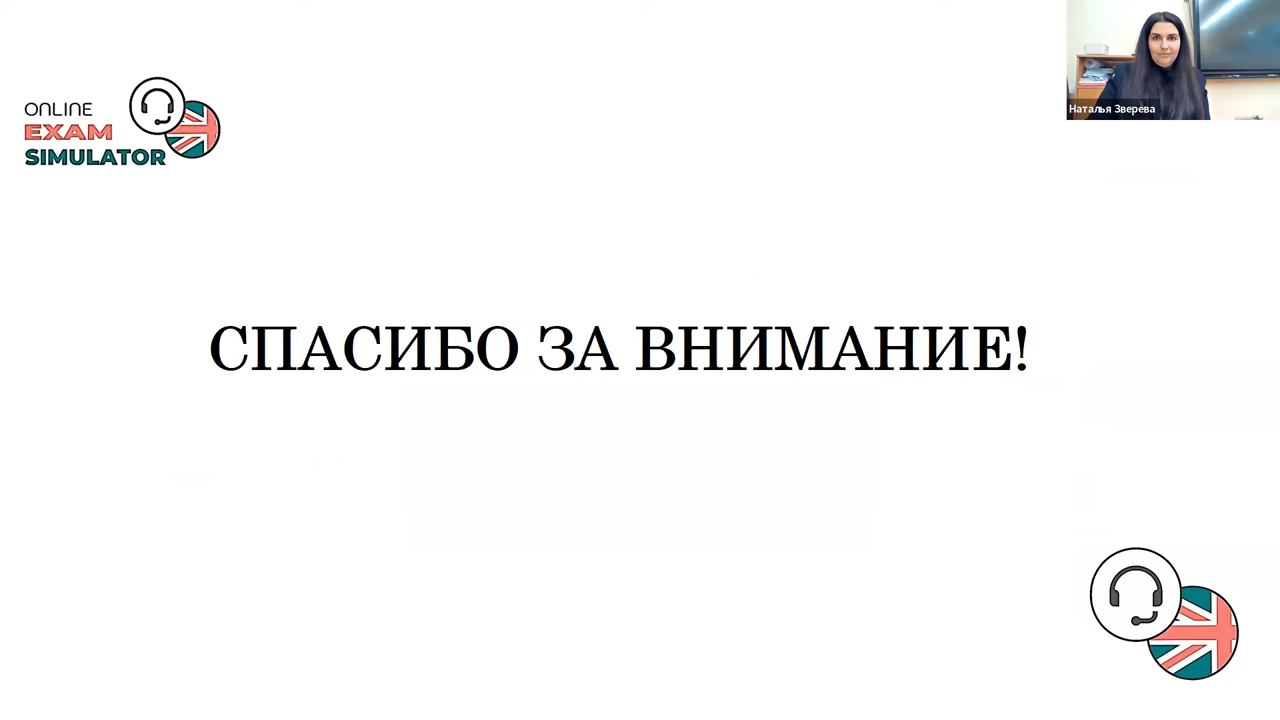 ONLINE
EXAM
SIMULATOR
Наталья Зверева
СПАСИБО ЗА ВНИМАНИЕ!